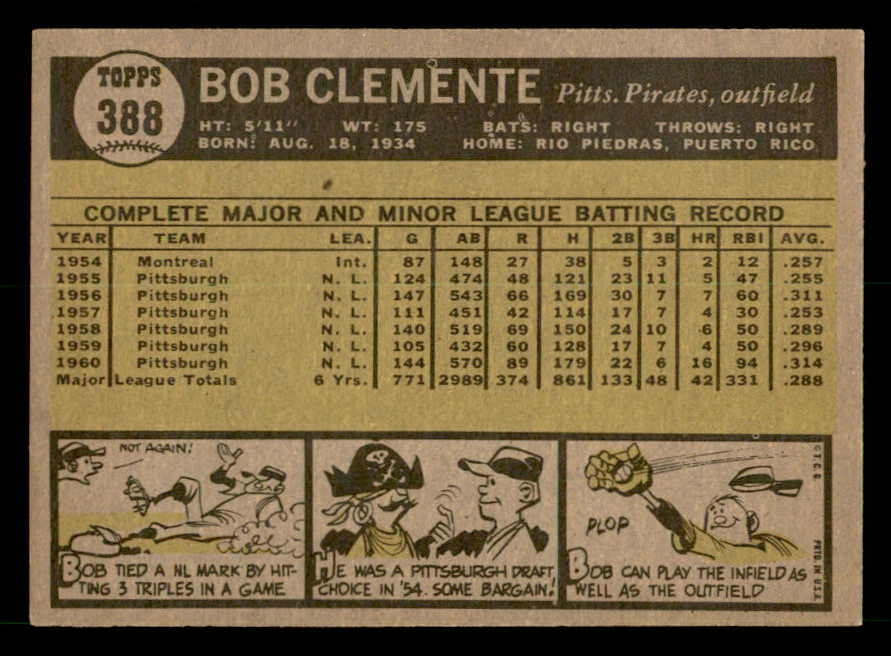 TOPPS
388
BOB CLEMENTE Pitts. Pirates, outfield
HT: 5'11" WT: 175 BATS: RIGHT THROWS: RIGHT
BORN: AUG. 18, 1934 HOME: RIO PIEDRAS, PUERTO RICO
COMPLETE MAJOR AND MINOR LEAGUE BATTING RECORD
YEAR TEAM LEA. G AB R H 2B 3B HR RBI AVG.
1954 Montreal Int. 87 148 27 38 5 3 2 12 .257
1955 Pittsburgh N. L. 124 474 48 121 23 11 5 47 .255
1956 Pittsburgh N. L. 147 543 66 169 30 7 7 60 .311
1957 Pittsburgh N. L. 111 451 42 114 17 7 4 30 .253
1958 Pittsburgh N. L. 140 519 69 150 24 10 6 50 .289
1959 Pittsburgh N. L. 105 432 60 128 17 7 4 50 .296
1960 Pittsburgh N. L. 144 570 89 179 22 6 16 94 .314
Major League Totals 6 Yrs. 771 2989 374 861 133 48 42 331 .288
NOT AGAIN!
BOB TIED A NL MARK BY HIT-
TING 3 TRIPLES IN A GAME
HE WAS A PITTSBURGH DRAFT
CHOICE IN '54. SOME BARGAIN!
PLOP
BOB CAN PLAY THE INFIELD AS
WELL AS THE OUTFIELD
© T.C.G. PRTD. IN U.S.A.